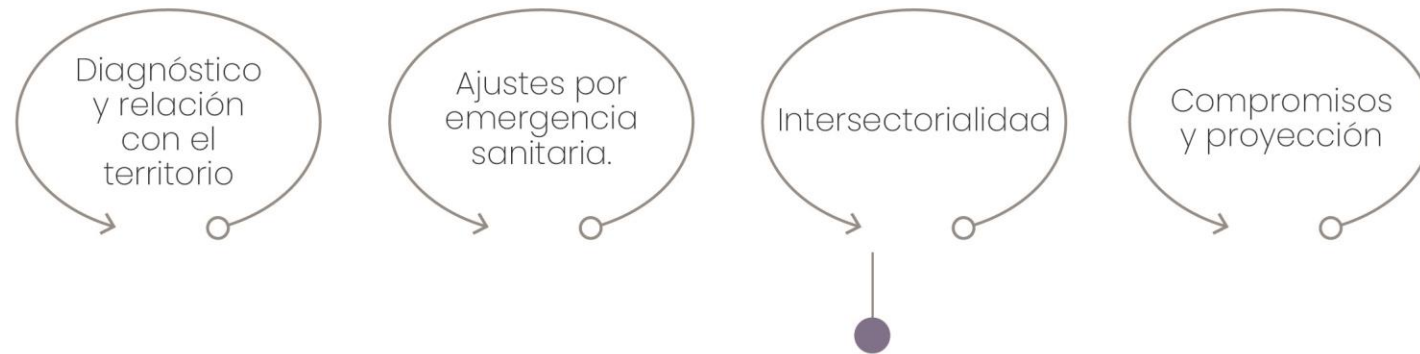 Diagnóstico
y relación
con el
territorio
Ajustes por
emergencia
sanitaria.
Intersectorialidad
Compromisos
y proyección